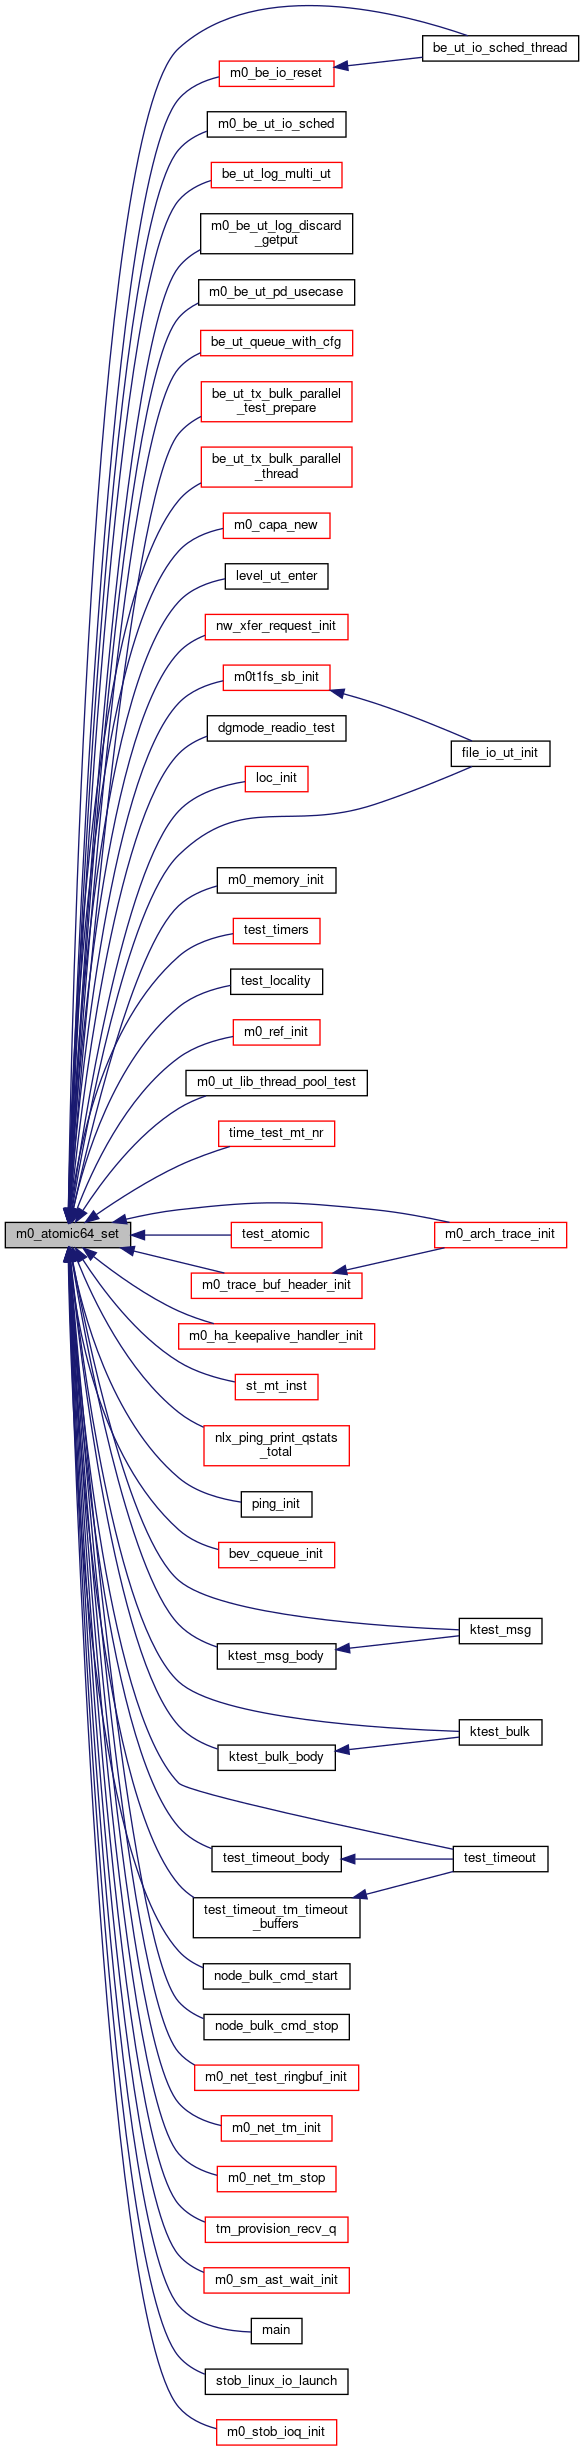 be_ut_io_sched_thread
m0_be_io_reset
m0_be_ut_io_sched
be_ut_log_multi_ut
m0_be_ut_log_discard
_getput
m0_be_ut_pd_usecase
be_ut_queue_with_cfg
be_ut_tx_bulk_parallel
_test_prepare
be_ut_tx_bulk_parallel
_thread
m0_capa_new
level_ut_enter
nw_xfer_request_init
m0t1fs_sb_init
dgmode_readio_test
file_io_ut_init
loc_init
m0_memory_init
test_timers
test_locality
m0_ref_init
m0_ut_lib_thread_pool_test
time_test_mt_nr
m0_atomic64_set
test_atomic
m0_arch_trace_init
m0_trace_buf_header_init
m0_ha_keepalive_handler_init
st_mt_inst
nlx_ping_print_qstats
_total
ping_init
bev_cqueue_init
ktest_msg
ktest_msg_body
ktest_bulk
ktest_bulk_body
test_timeout_body
test_timeout
test_timeout_tm_timeout
_buffers
node_bulk_cmd_start
node_bulk_cmd_stop
m0_net_test_ringbuf_init
m0_net_tm_init
m0_net_tm_stop
tm_provision_recv_q
m0_sm_ast_wait_init
main
stob_linux_io_launch
m0_stob_ioq_init